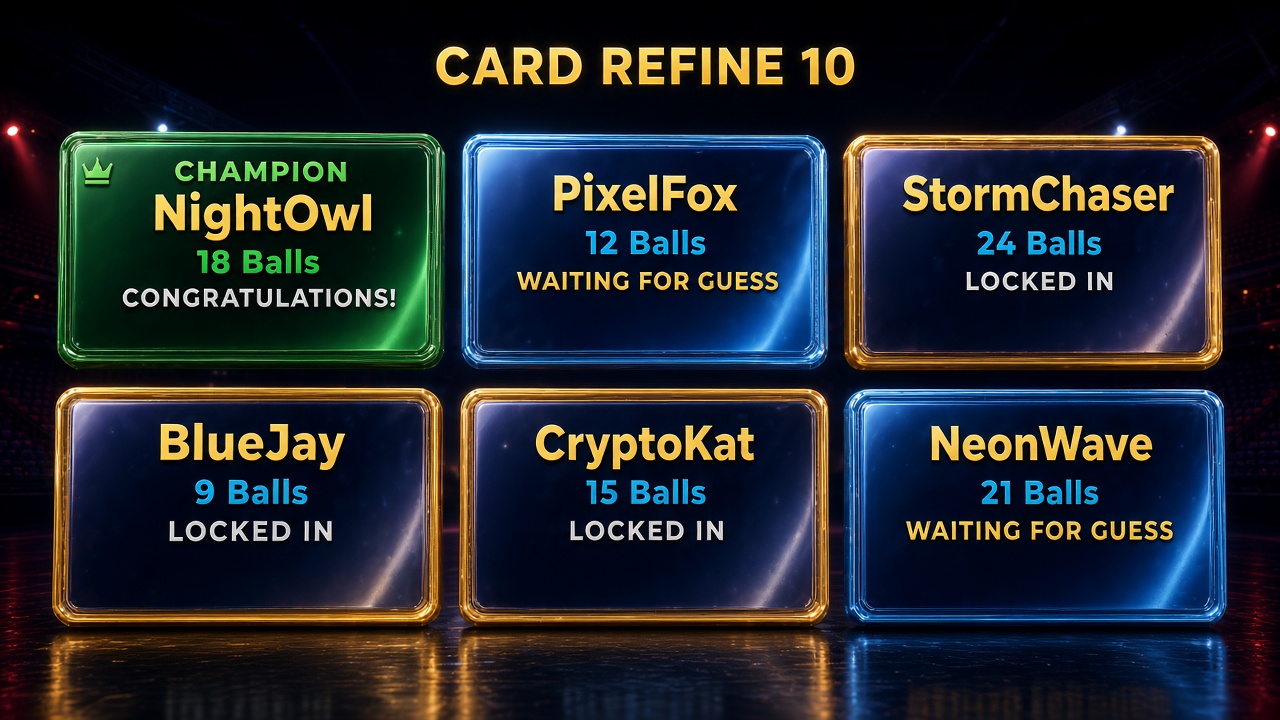 CARD REFINE 10
CHAMPION
NightOwl
18 Balls
CONGRATULATIONS!
PixelFox
12 Balls
WAITING FOR GUESS
StormChaser
24 Balls
LOCKED IN
BlueJay
9 Balls
LOCKED IN
CryptoKat
15 Balls
LOCKED IN
NeonWave
21 Balls
WAITING FOR GUESS